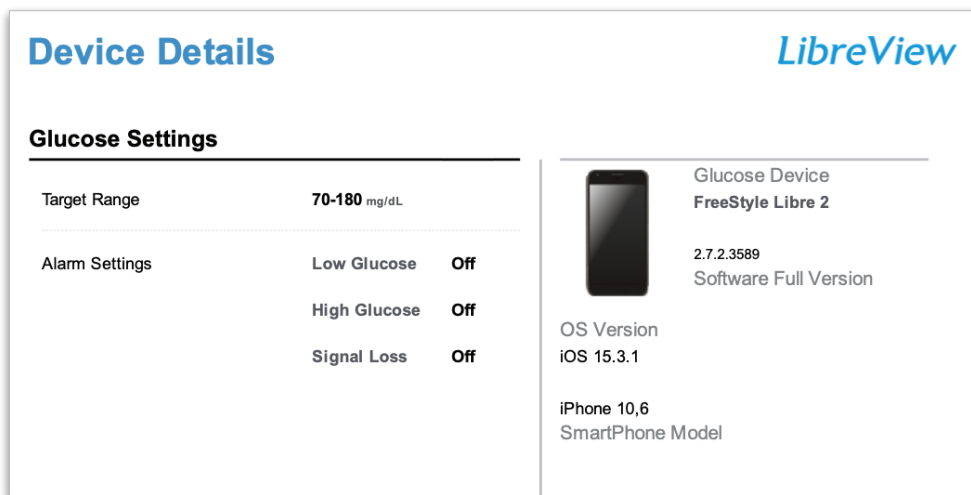 Device Details
LibreView
Glucose Settings
Target Range 70-180 mg/dL
Alarm Settings Low Glucose Off
High Glucose Off
Signal Loss Off
Glucose Device
FreeStyle Libre 2
2.7.2.3589
Software Full Version
OS Version
iOS 15.3.1
iPhone 10,6
SmartPhone Model